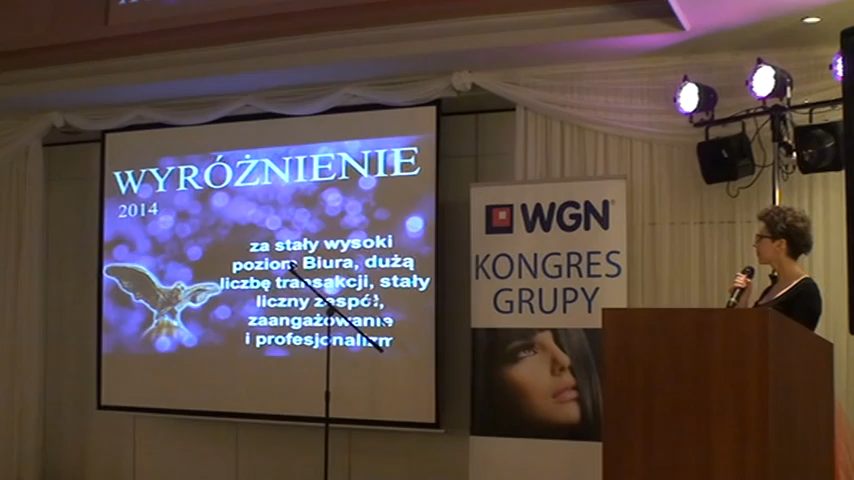 WYRÓŻNIENIE
2014
za stały wysoki
poziom Biura, dużą
liczbę transakcji, stały
liczny zespół,
zaangażowanie
i profesjonalizm
WGN
KONGRES
GRUPY